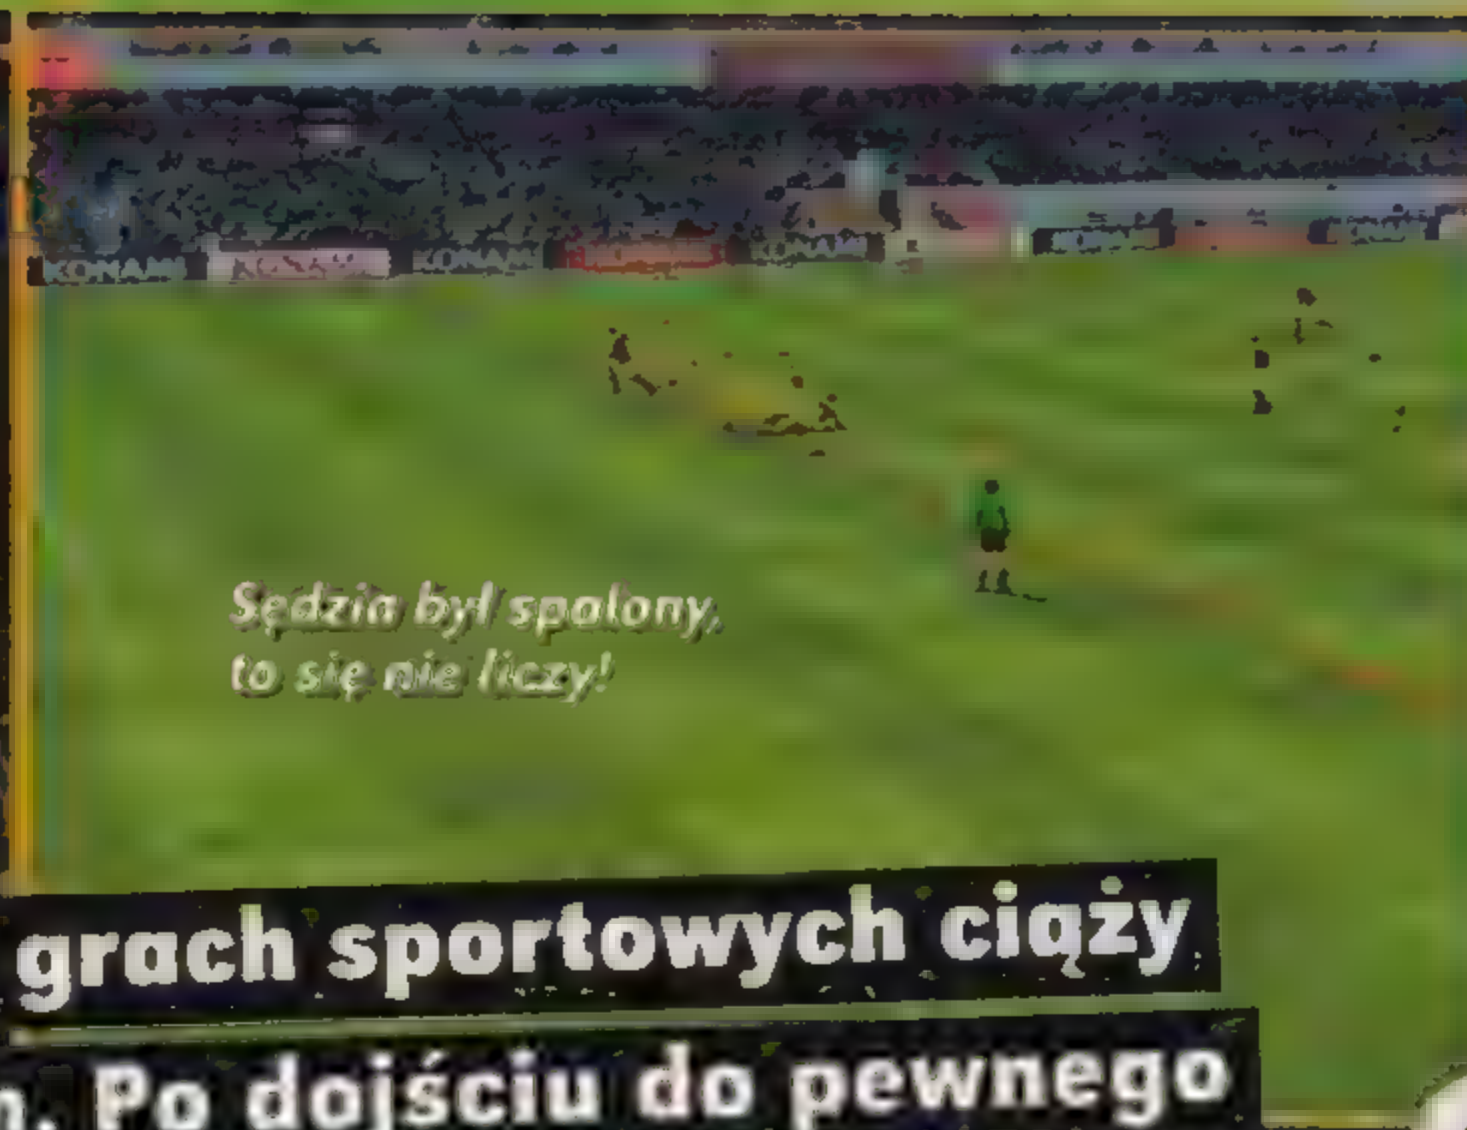 Sędzia był spalony,
to się nie liczy!
grach sportowych ciąży
Po dojściu do pewnego